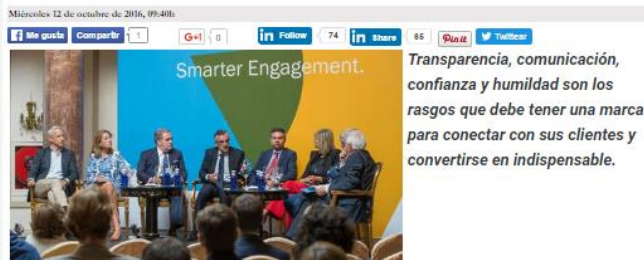 Miércoles 12 de octubre de 2016, 09:40h
Me gusta Compartir 1 G+1 0 in Follow 74 in Share 65 Pin it Twittear
Smarter Engagement.
Transparencia, comunicación,
confianza y humildad son los
rasgos que debe tener una marca
para conectar con sus clientes y
convertirse en indispensable.